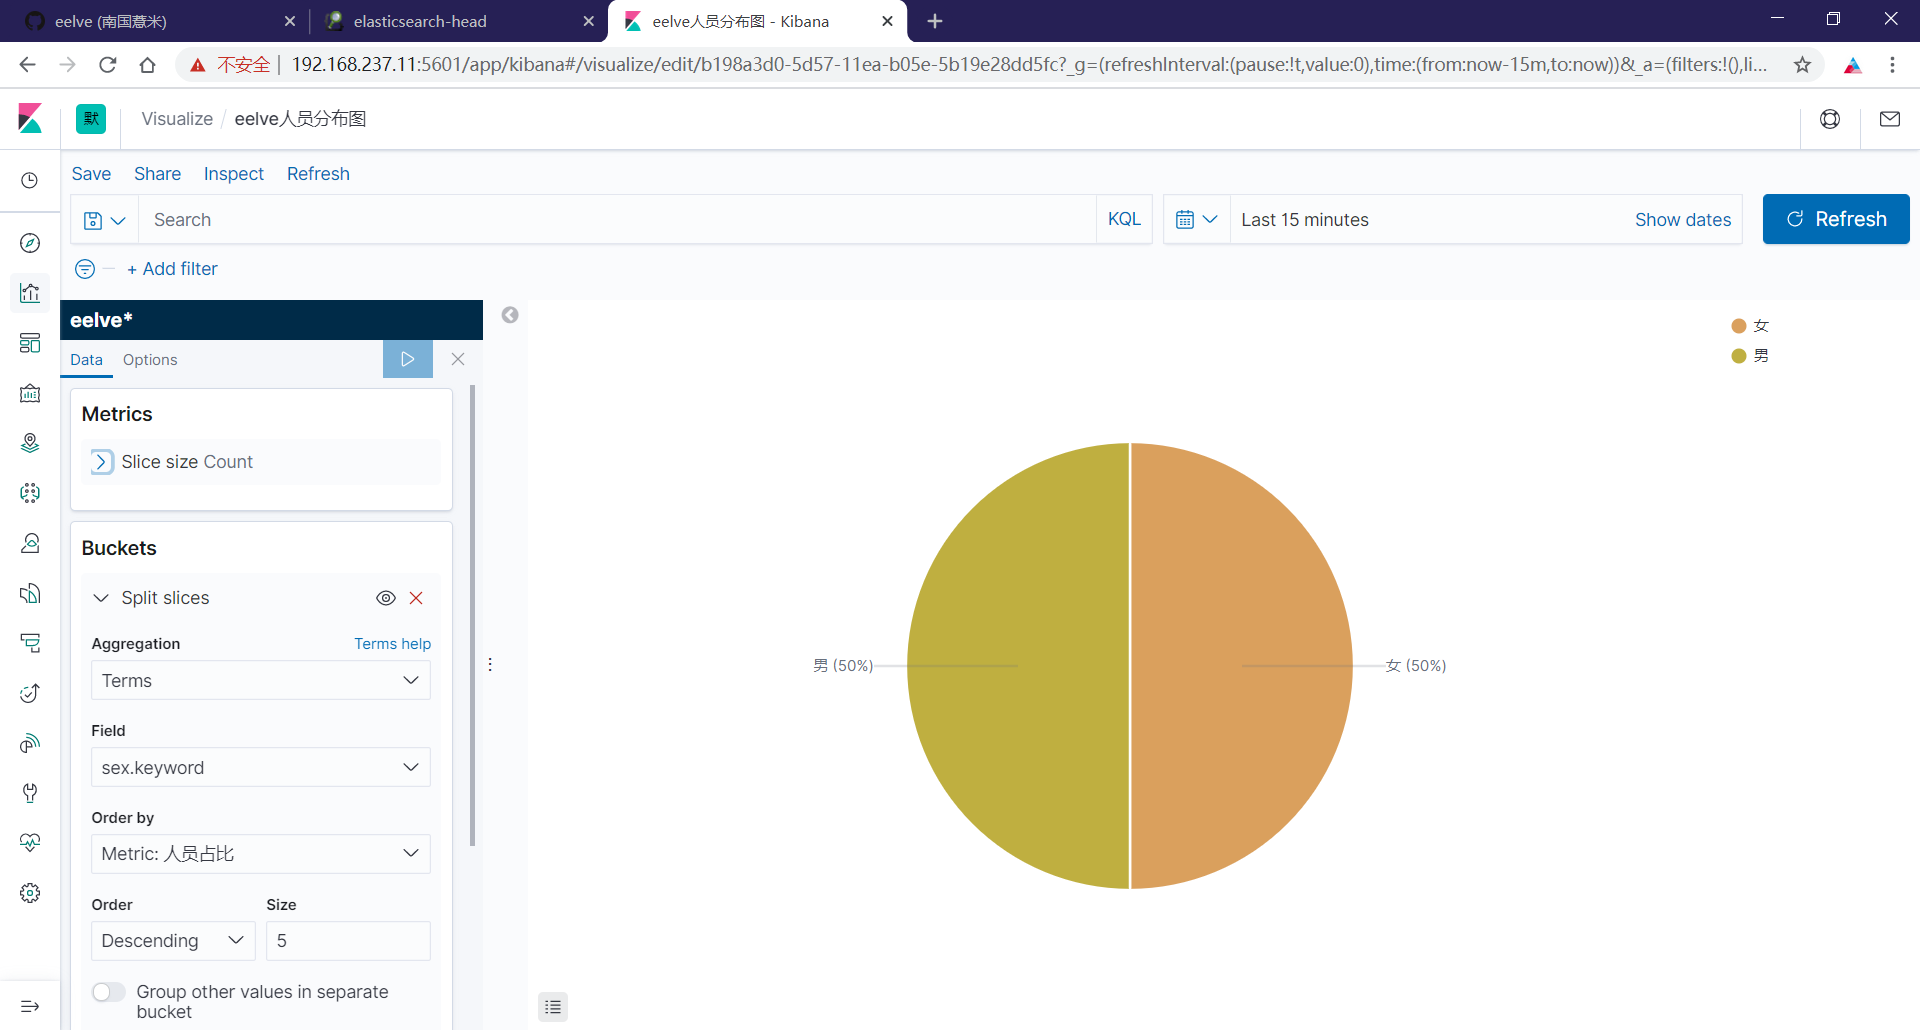 eelve (南国薏米)
elasticsearch-head
eelve人员分布图 - Kibana
不安全 | 192.168.237.11:5601/app/kibana#/visualize/edit/b198a3d0-5d57-11ea-b05e-5b19e28dd5fc?_g=(refreshInterval:(pause:!t,value:0),time:(from:now-15m,to:now))&_a=(filters:!(),li...
默
Visualize / eelve人员分布图
Save Share Inspect Refresh
Search KQL Last 15 minutes Show dates Refresh
+ Add filter
eelve*
Data Options
Metrics
Slice size Count
Buckets
Split slices
Aggregation Terms help
Terms
Field
sex.keyword
Order by
Metric: 人员占比
Order Size
Descending 5
Group other values in separate
bucket
女
男
男 (50%)
女 (50%)